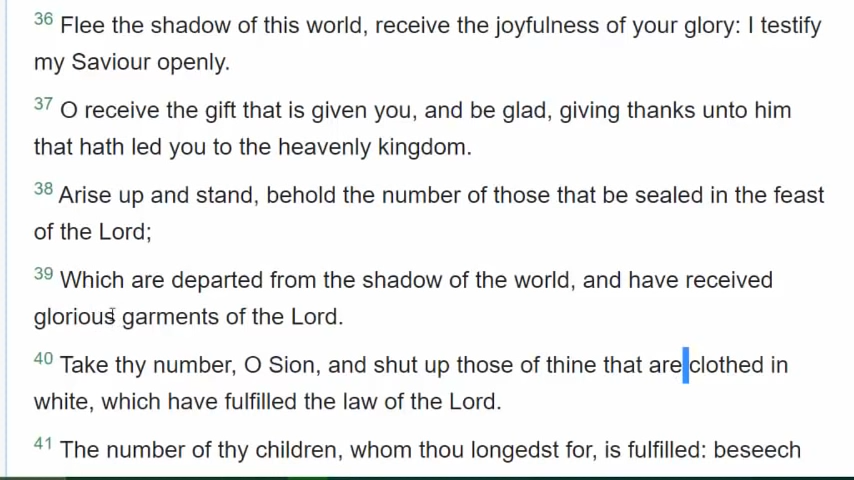 36 Flee the shadow of this world, receive the joyfulness of your glory: I testify
my Saviour openly.
37 O receive the gift that is given you, and be glad, giving thanks unto him
that hath led you to the heavenly kingdom.
38 Arise up and stand, behold the number of those that be sealed in the feast
of the Lord;
39 Which are departed from the shadow of the world, and have received
glorious garments of the Lord.
40 Take thy number, O Sion, and shut up those of thine that are clothed in
white, which have fulfilled the law of the Lord.
41 The number of thy children, whom thou longedst for, is fulfilled: beseech